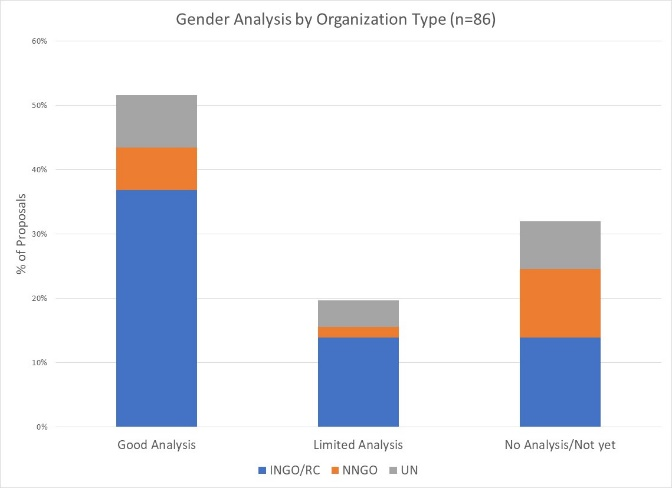 Gender Analysis by Organization Type (n=86)
60%
50%
40%
30%
20%
10%
0%
% of Proposals
Good Analysis
Limited Analysis
No Analysis/Not yet
INGO/RC
NNGO
UN